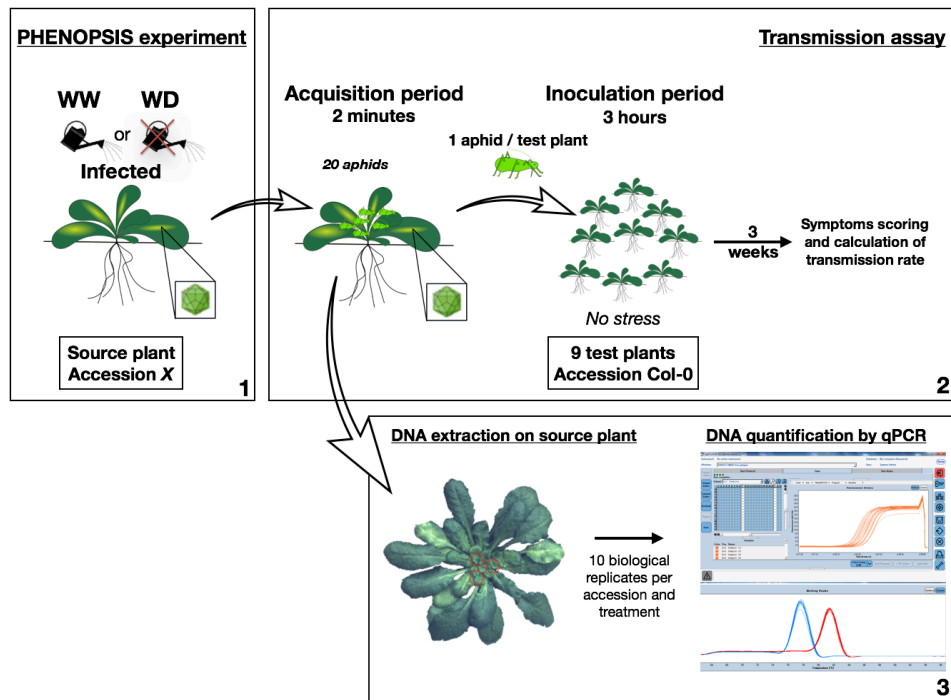 PHENOPSIS experiment
WW or WD
Infected
Source plant
Accession X
1
Transmission assay
Acquisition period
2 minutes
20 aphids
1 aphid / test plant
Inoculation period
3 hours
No stress
9 test plants
Accession Col-0
3
weeks
Symptoms scoring
and calculation of
transmission rate
2
DNA extraction on source plant
10 biological
replicates per
accession and
treatment
DNA quantification by qPCR
3